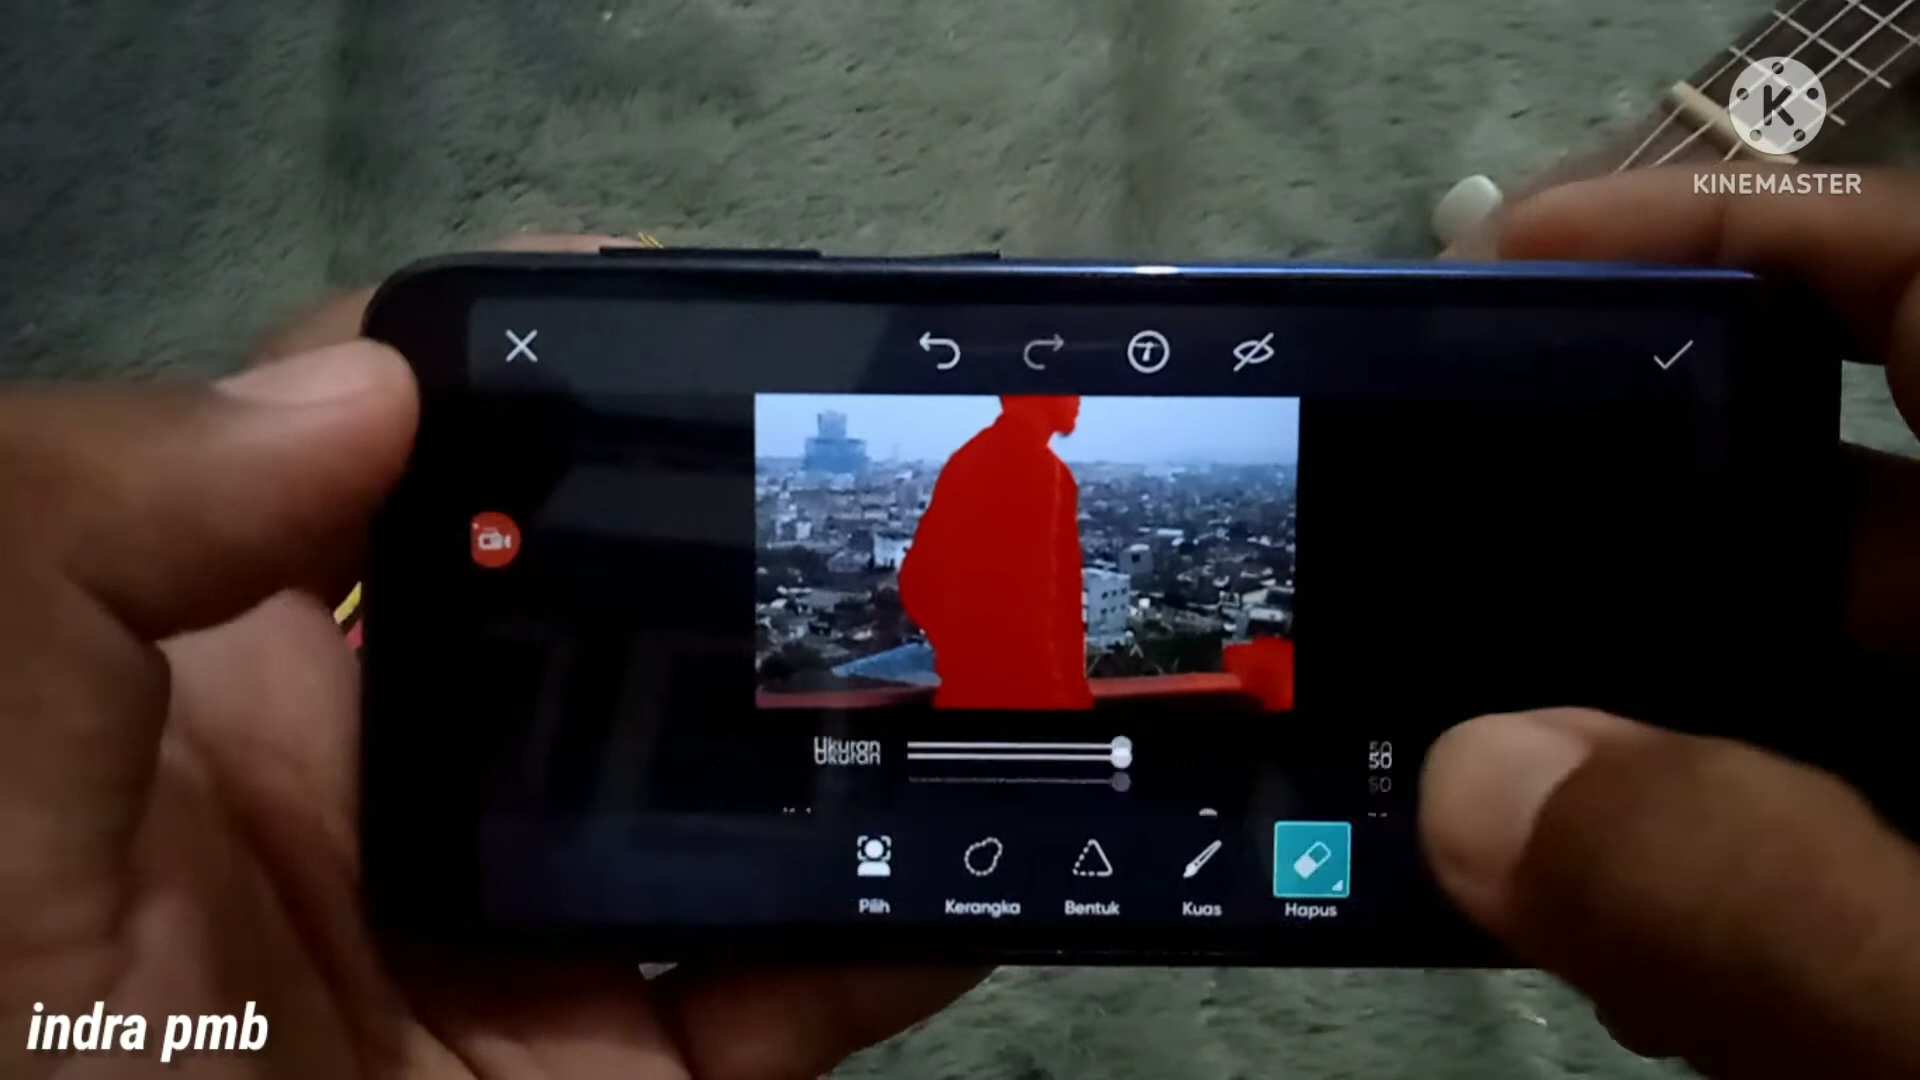 KINEMASTER
Ukuran
50
Pilih
Kerangka
Bentuk
Kuas
Hapus
indra pmb